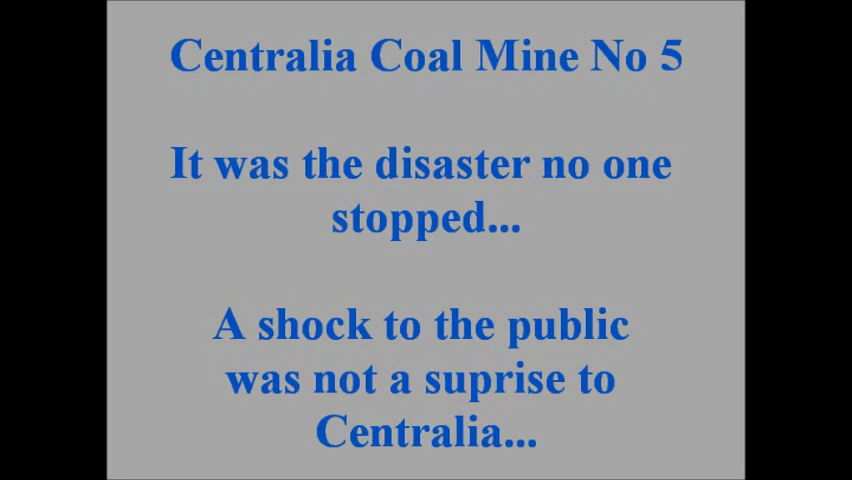 Centralia Coal Mine No 5
It was the disaster no one
stopped...
A shock to the public
was not a suprise to
Centralia...